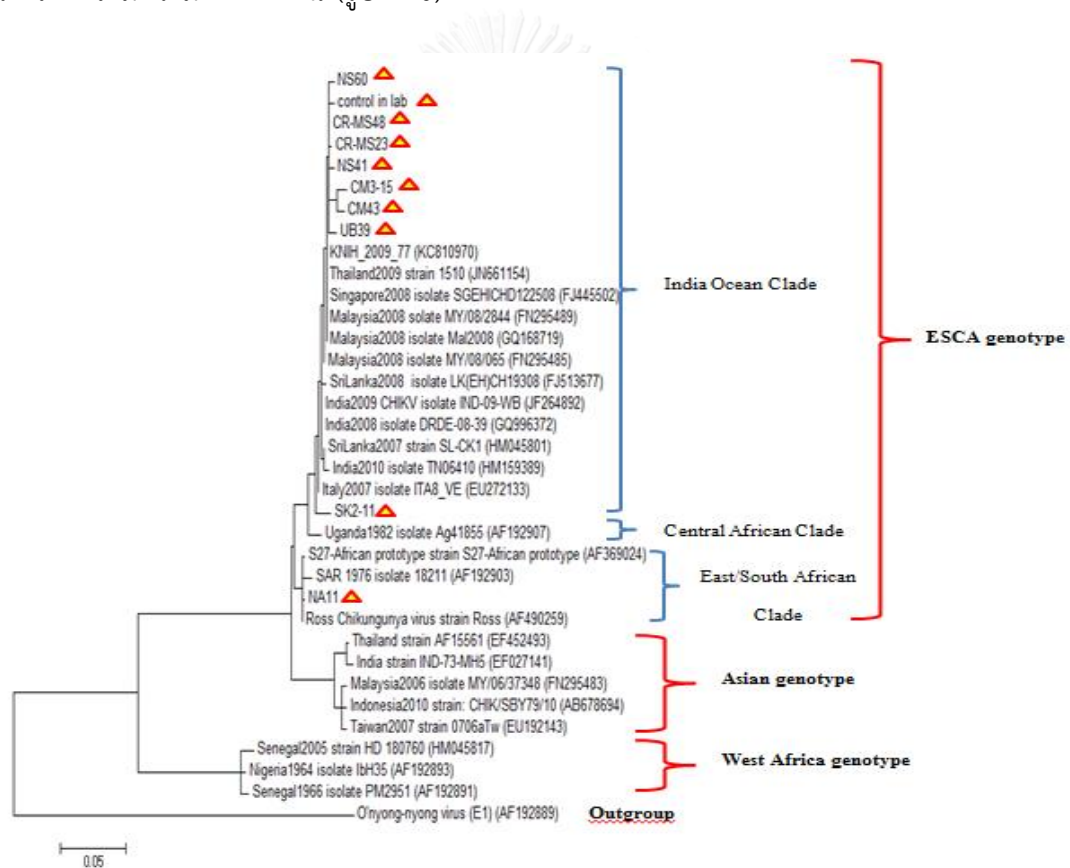 NS60
control in lab
CR-MS48
CR-MS23
NS41
CM3-15
CM43
UB39
KNIH_2009_77 (KC810970)
Thailand2009 strain 1510 (JN661154)
Singapore2008 isolate SGEHICHD122508 (FJ445502)
Malaysia2008 solate MY/08/2844 (FN295489)
Malaysia2008 isolate Mal2008 (GQ168719)
Malaysia2008 isolate MY/08/065 (FN295485)
SriLanka2008 isolate LK(EH)CH19308 (FJ513677)
India2009 CHIKV isolate IND-09-WB (JF264892)
India2008 isolate DRDE-08-39 (GQ996372)
SriLanka2007 strain SL-CK1 (HM045801)
India2010 isolate TN06410 (HM159389)
Italy2007 isolate ITA8_VE (EU272133)
SK2-11
India Ocean Clade
Uganda1982 isolate Ag41855 (AF192907)
Central African Clade
S27-African prototype strain S27-African prototype (AF369024)
SAR 1976 isolate 18211 (AF192903)
NA11
Ross Chikungunya virus strain Ross (AF490259)
East/South African
Clade
ESCA genotype
Thailand strain AF15561 (EF452493)
India strain IND-73-MH5 (EF027141)
Malaysia2006 isolate MY/06/37348 (FN295483)
Indonesia2010 strain: CHIK/SBY79/10 (AB678694)
Taiwan2007 strain 0706aTw (EU192143)
Asian genotype
Senegal2005 strain HD 180760 (HM045817)
Nigeria1964 isolate IbH35 (AF192893)
Senegal1966 isolate PM2951 (AF192891)
West Africa genotype
O'nyong-nyong virus (E1) (AF192889)
Outgroup
0.05